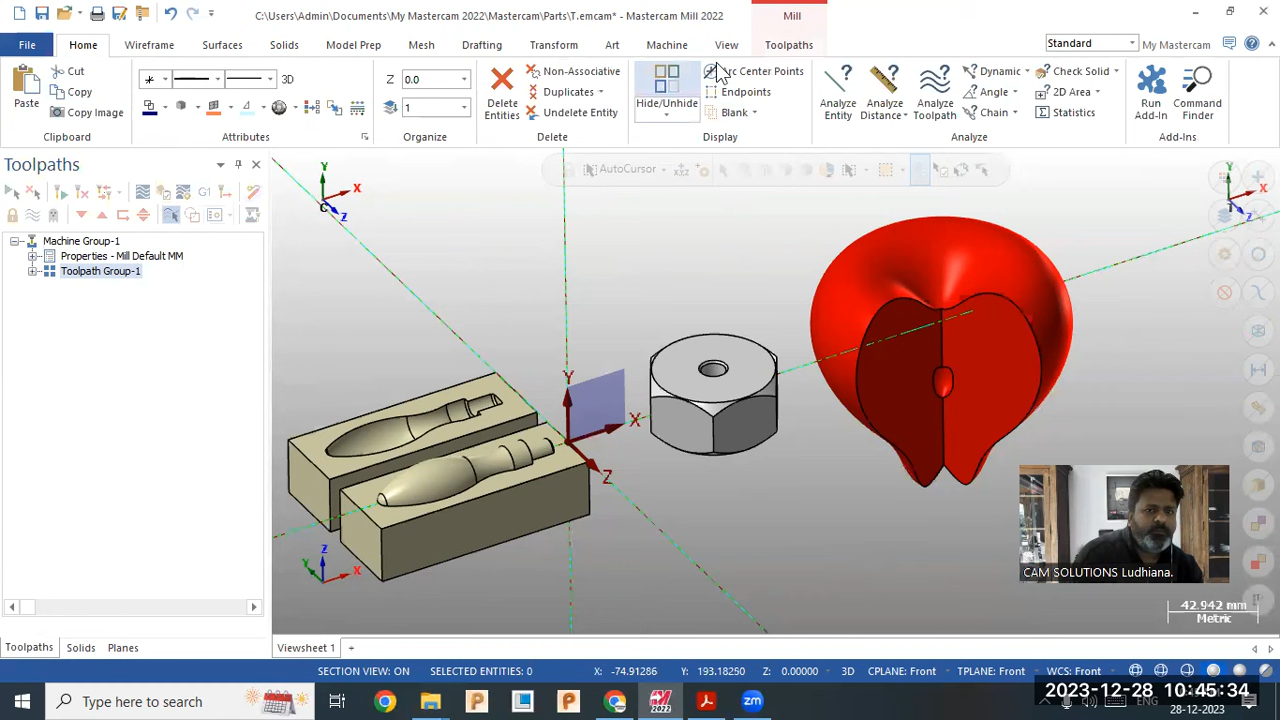 C:\Users\Admin\Documents\My Mastercam 2022\Mastercam\Parts\T.emcam* - Mastercam Mill 2022
Mill
File Home Wireframe Surfaces Solids Model Prep Mesh Drafting Transform Art Machine View Toolpaths
Standard My Mastercam
Paste Cut Copy Copy Image
Clipboard
3D
Attributes
Z 0.0
1
Organize
Delete Entities
Non-Associative
Duplicates
Undelete Entity
Delete
Hide/Unhide
Arc Center Points
Endpoints
Blank
Display
Analyze Entity
Analyze Distance
Analyze Toolpath
Dynamic
Angle
Chain
Check Solid
2D Area
Statistics
Analyze
Run Add-In
Command Finder
Add-Ins
Toolpaths
AutoCursor
G1
Machine Group-1
Properties - Mill Default MM
Toolpath Group-1
Y
X
Z
C
Y
X
Z
T
Y
X
Z
Z
Y
X
CAM SOLUTIONS Ludhiana.
42.942 mm
Metric
Toolpaths Solids Planes
Viewsheet 1 +
SECTION VIEW: ON SELECTED ENTITIES: 0 X: -74.91286 Y: 193.18250 Z: 0.00000 3D CPLANE: Front TPLANE: Front WCS: Front
2023-12-28 10:45:34
Type here to search
2022
zm
ENG
28-12-2023